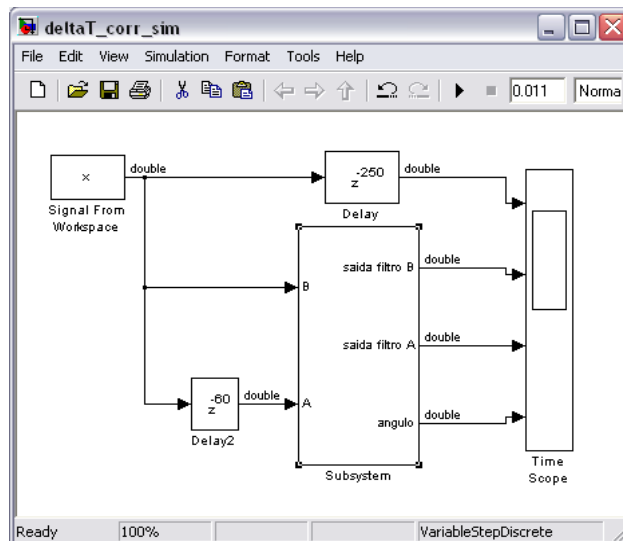 deltaT_corr_sim
File Edit View Simulation Format Tools Help
0.011 Norma
x
double
Signal From
Workspace
z-250
double
Delay
B
saida filtro B
double
saida filtro A
double
z-60
double
Delay2
A
angulo
double
Subsystem
Time
Scope
Ready 100% VariableStepDiscrete